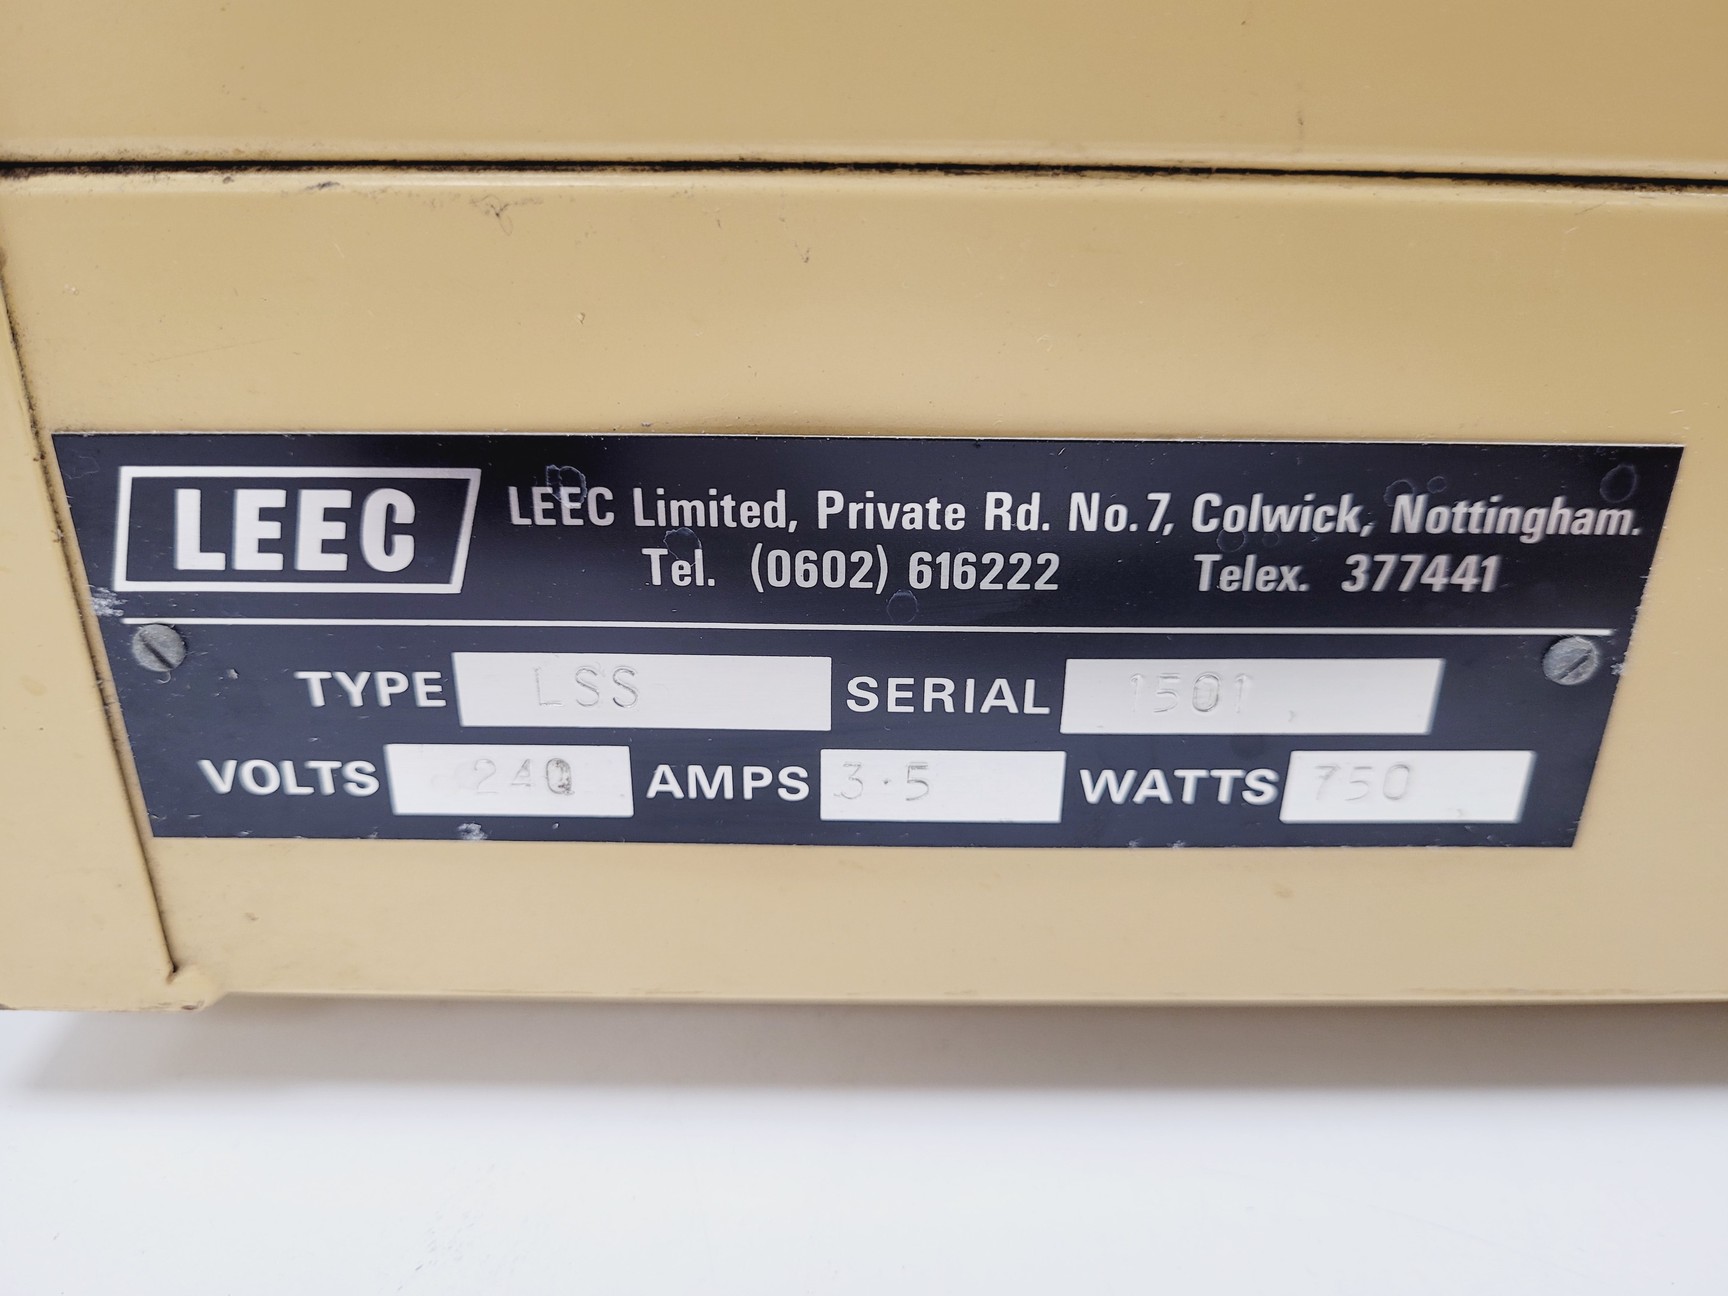 LEEC
LEEC Limited, Private Rd. No. 7, Colwick, Nottingham.
Tel. (0602) 616222 Telex. 377441
TYPE LSS SERIAL 1501
VOLTS 240 AMPS 3·5 WATTS 750